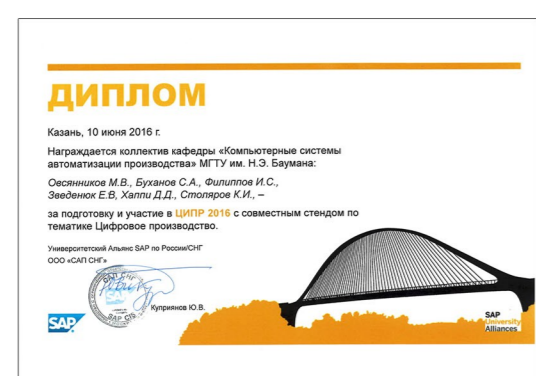 ДИПЛОМ
Казань, 10 июня 2016 г.
Награждается коллектив кафедры «Компьютерные системы
автоматизации производства» МГТУ им. Н.Э. Баумана:
Овсянников М.В., Буханов С.А., Филиппов И.С.,
Зведенюк Е.В, Хаппи Д.Д., Столяров К.И., –
за подготовку и участие в ЦИПР 2016 с совместным стендом по
тематике Цифровое производство.
Университетский Альянс SAP по России/СНГ
ООО «САП СНГ»
Куприянов Ю.В.
SAP CIS
SAP
SAP
University
Alliances